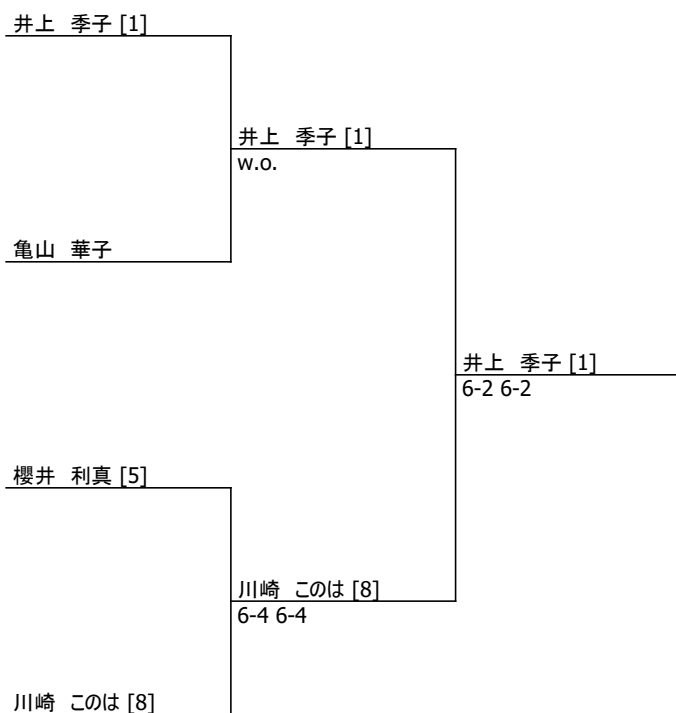 井上　季子 [1]
井上　季子 [1]
w.o.
亀山　華子
井上　季子 [1]
6-2 6-2
櫻井　利真 [5]
川崎　このは [8]
6-4 6-4
川崎　このは [8]